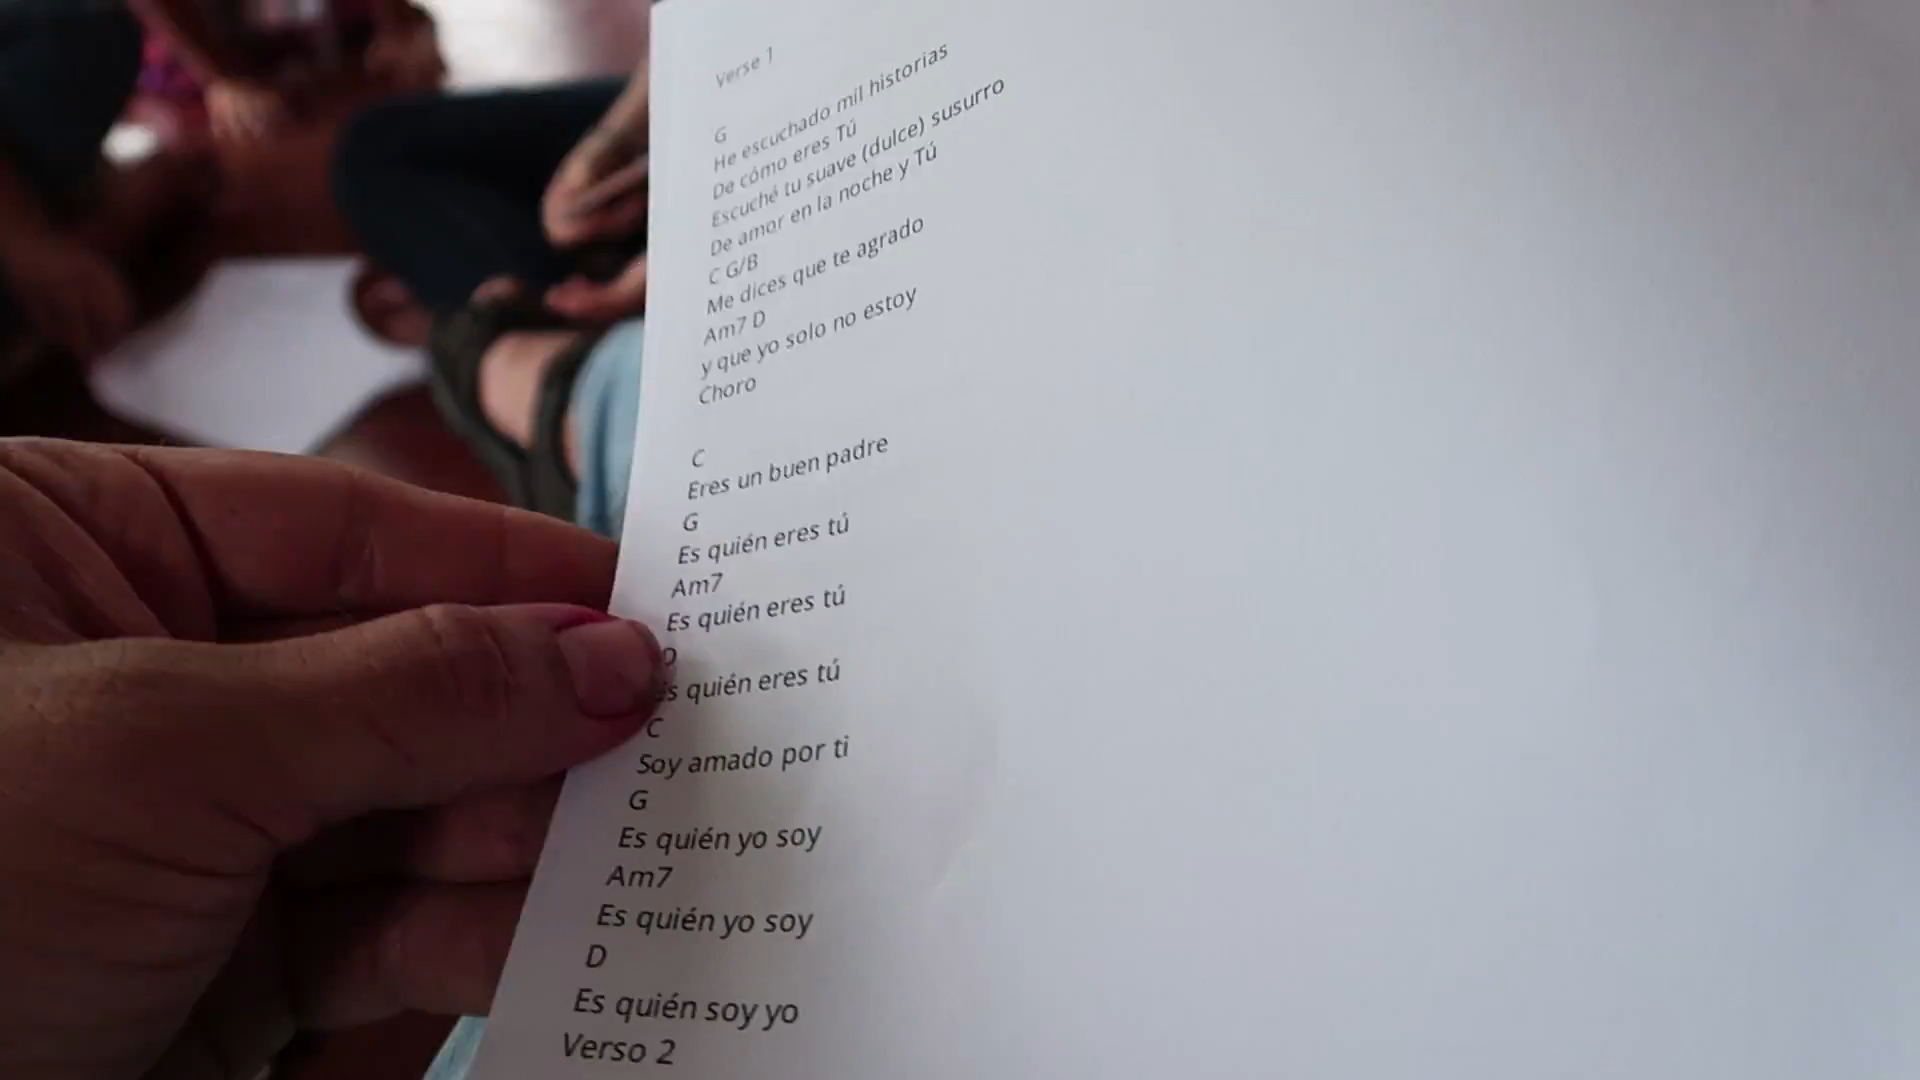 Verse 1
G
He escuchado mil historias
De cómo eres Tú
Escuché tu suave (dulce) susurro
De amor en la noche y Tú
C G/B
Me dices que te agrado
Am7 D
y que yo solo no estoy
Choro
C
Eres un buen padre
G
Es quién eres tú
Am7
Es quién eres tú
D
Es quién eres tú
C
Soy amado por ti
G
Es quién yo soy
Am7
Es quién yo soy
D
Es quién soy yo
Verso 2